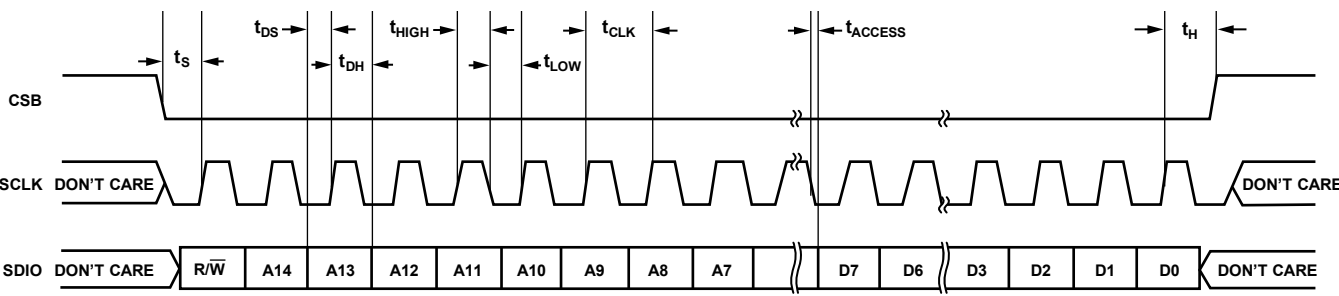 tDS tHIGH tCLK tACCESS tH
tS tDH tLOW
CSB
SCLK DON'T CARE DON'T CARE
SDIO DON'T CARE R/W̅ A14 A13 A12 A11 A10 A9 A8 A7 D7 D6 D3 D2 D1 D0 DON'T CARE